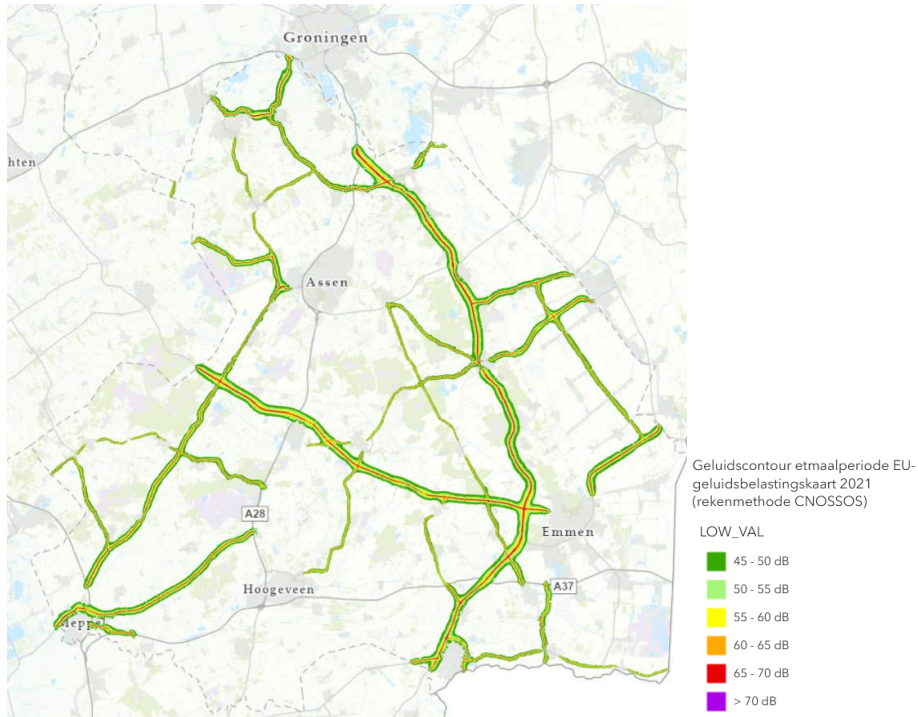 Groningen
hten
Assen
A28
Emmen
Hoogeveen
A37
Meppel
Geluidscontour etmaalperiode EU-
geluidsbelastingskaart 2021
(rekenmethode CNOSSOS)
LOW_VAL
45 - 50 dB
50 - 55 dB
55 - 60 dB
60 - 65 dB
65 - 70 dB
> 70 dB